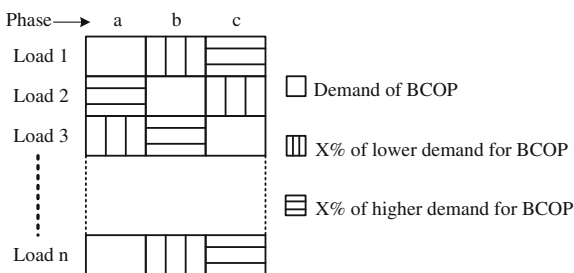 Phase a b c
Load 1
Load 2
Load 3
Load n
Demand of BCOP
X% of lower demand for BCOP
X% of higher demand for BCOP